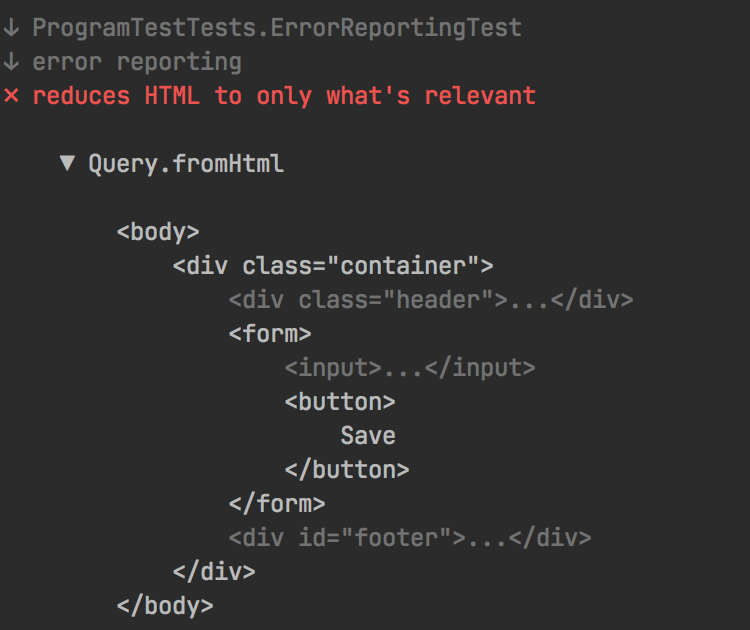 ↓ ProgramTestTests.ErrorReportingTest
↓ error reporting
✕ reduces HTML to only what's relevant
▼ Query.fromHtml
<body>
<div class="container">
<div class="header">...</div>
<form>
<input>...</input>
<button>
Save
</button>
</form>
<div id="footer">...</div>
</div>
</body>